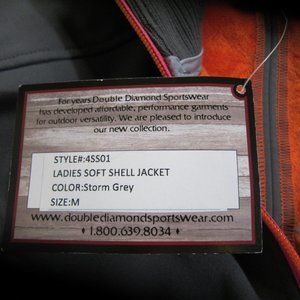 For years Double Diamond Sportswear
has developed affordable, performance garments
for outdoor versatility. We are pleased to introduce
our new collection.
STYLE#:4SS01
LADIES SOFT SHELL JACKET
COLOR:Storm Grey
SIZE:M
www.doublediamondsportswear.com
1.800.639.8034